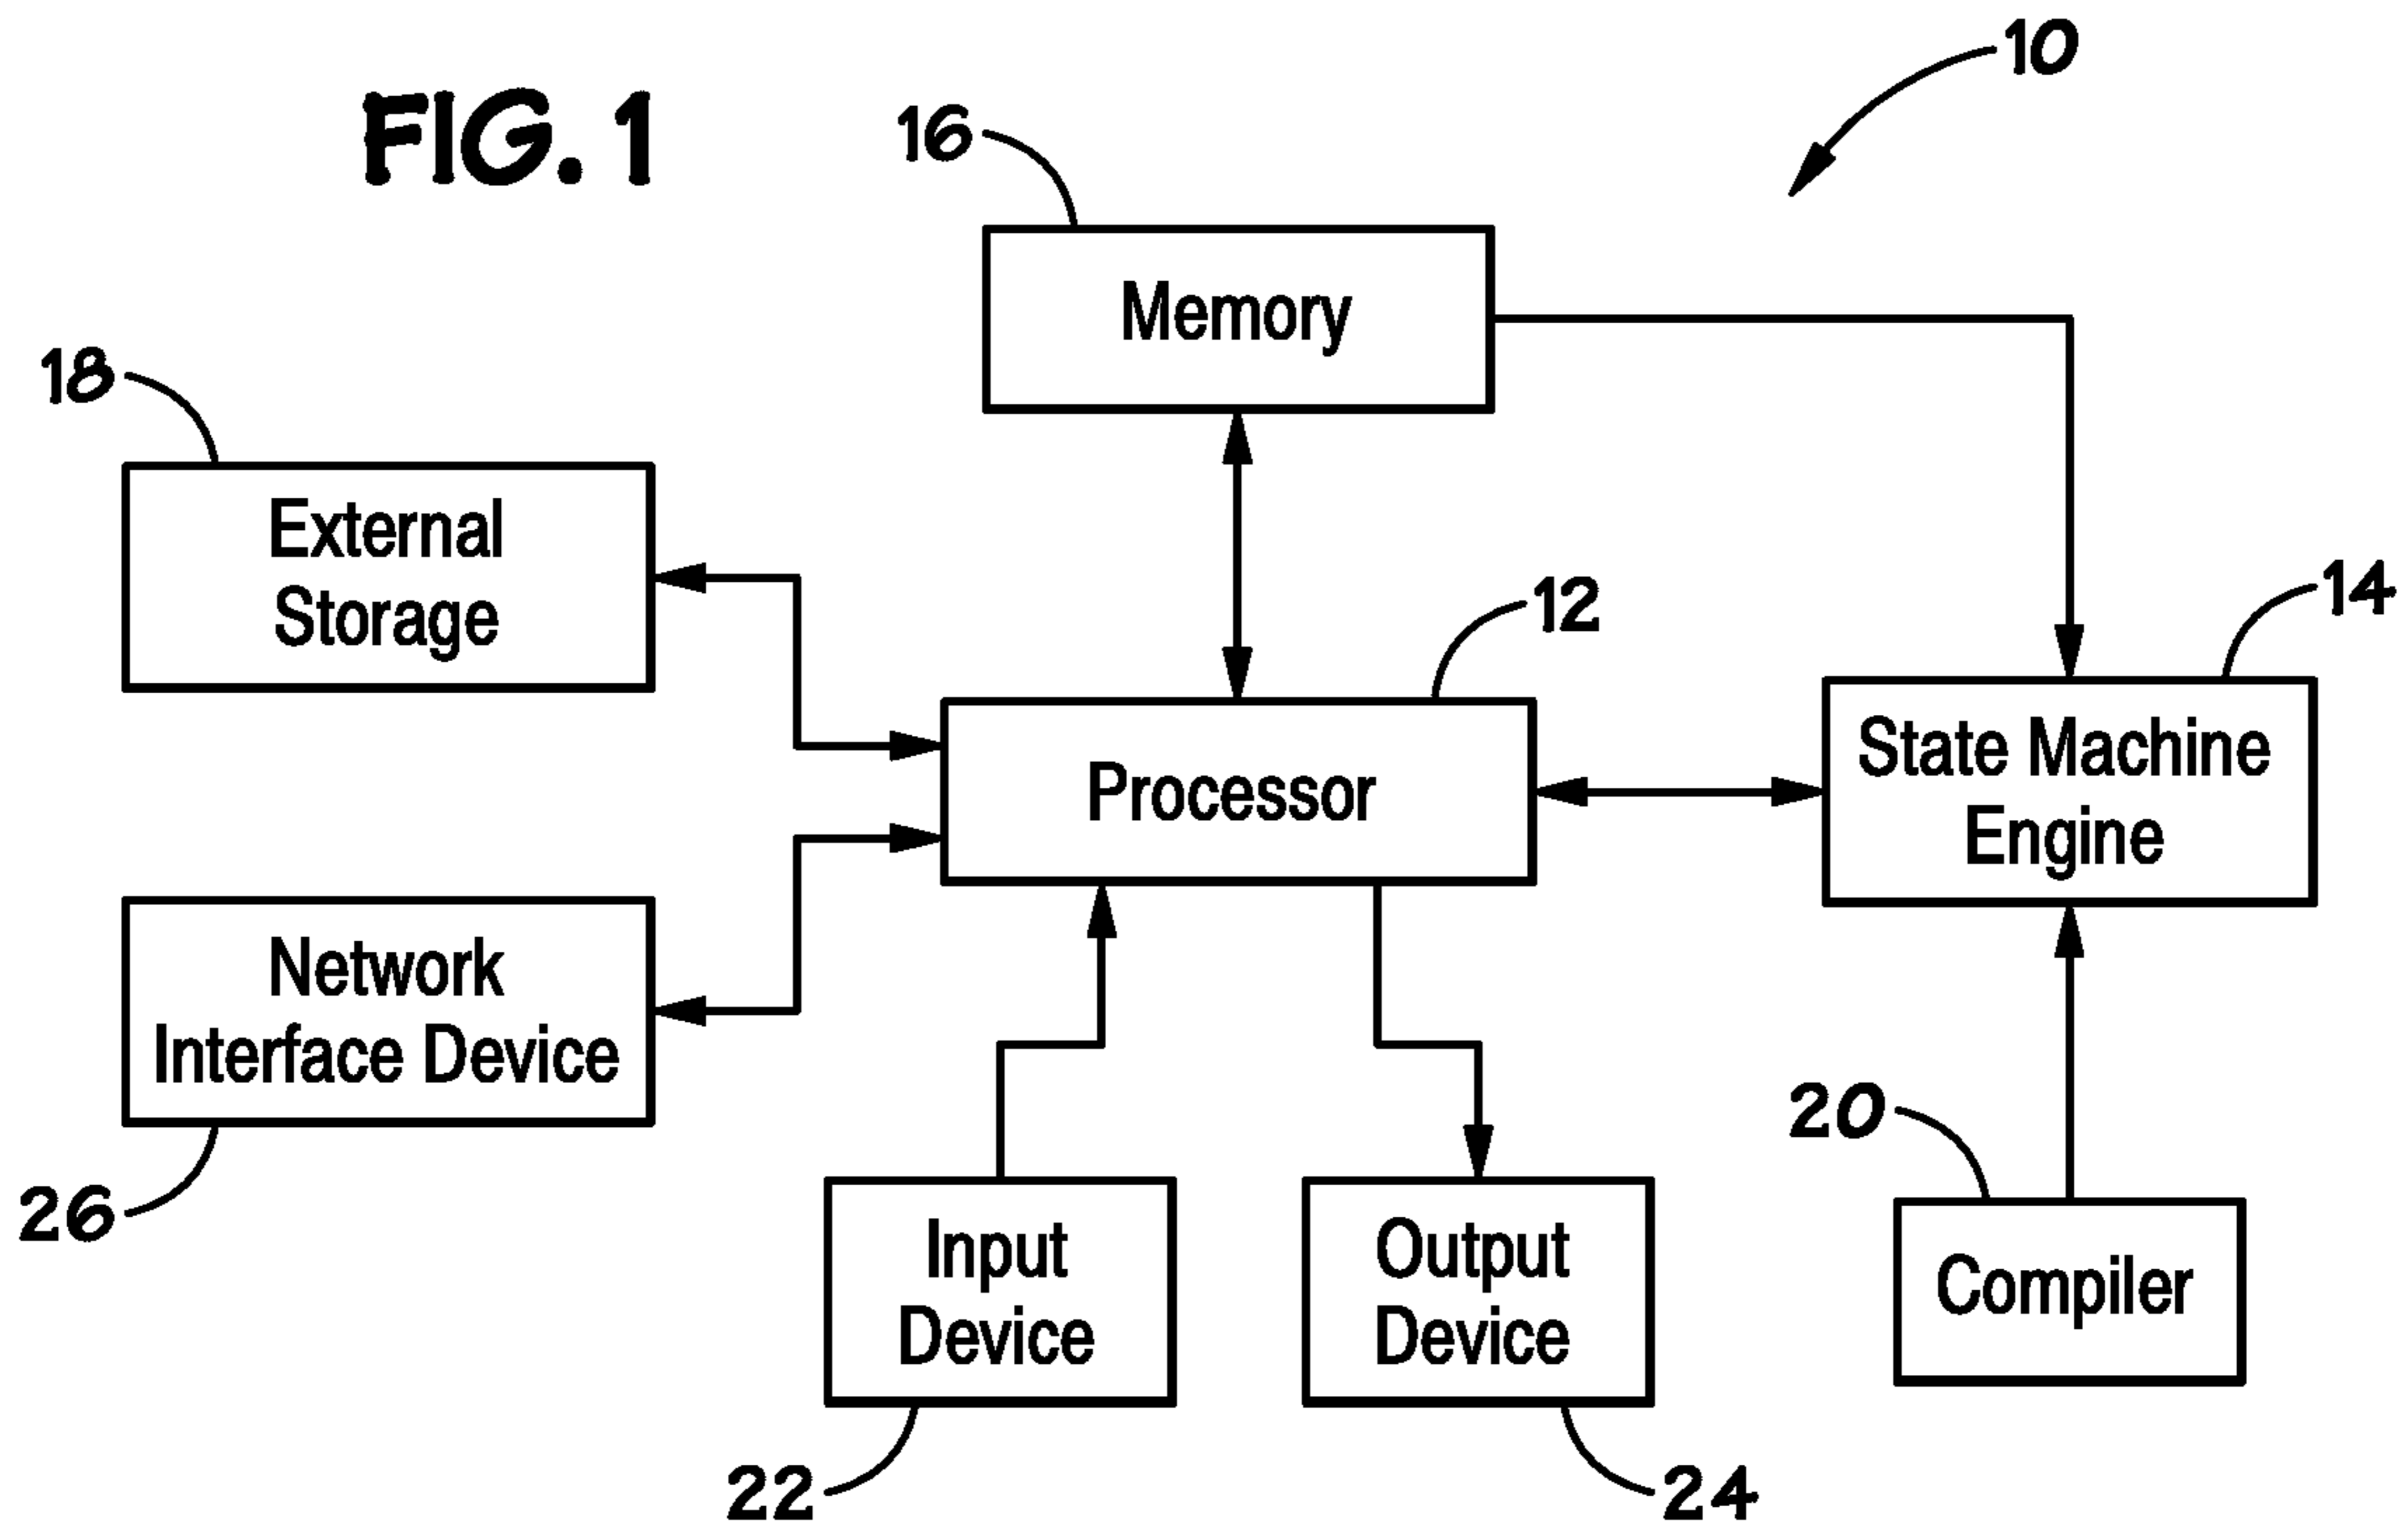 FIG. 1
10
16
Memory
18
External
Storage
12
14
Processor
State Machine
Engine
Network
Interface Device
20
26
Input
Device
Output
Device
Compiler
22
24